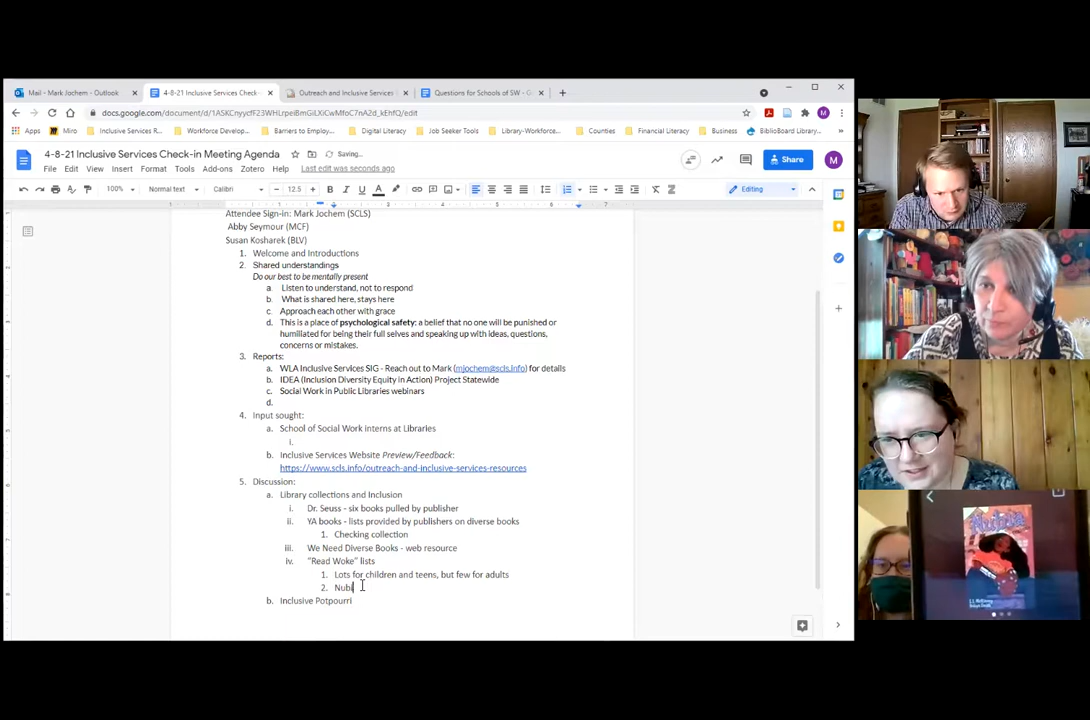 Mail - Mark Jochem - Outlook
4-8-21 Inclusive Services Check-
Outreach and Inclusive Services
Questions for Schools of SW - G
docs.google.com/document/d/
Apps
Miro
Inclusive Services R...
Workforce Develop...
Barriers to Employ...
Digital Literacy
Job Seeker Tools
Library-Workforce...
Counties
Financial Literacy
Business
BiblioBoard Library...
4-8-21 Inclusive Services Check-in Meeting Agenda
Saving...
File Edit View Insert Format Tools Add-ons Zotero Help
Last edit was seconds ago
Share
M
100%
Normal text
Calibri
12.5
Editing
Attendee Sign-in: Mark Jochem (SCLS)
Abby Seymour (MCF)
Susan Kosharek (BLV)
1. Welcome and Introductions
2. Shared understandings
Do our best to be mentally present
a. Listen to understand, not to respond
b. What is shared here, stays here
c. Approach each other with grace
d. This is a place of psychological safety: a belief that no one will be punished or
humiliated for being their full selves and speaking up with ideas, questions,
concerns or mistakes.
3. Reports:
a. WLA Inclusive Services SIG - Reach out to Mark (mjochem@scls.info) for details
b. IDEA (Inclusion Diversity Equity in Action) Project Statewide
c. Social Work in Public Libraries webinars
d.
4. Input sought:
a. School of Social Work Interns at Libraries
i.
b. Inclusive Services Website Preview/Feedback:
https://www.scls.info/outreach-and-inclusive-services-resources
5. Discussion:
a. Library collections and Inclusion
i. Dr. Seuss - six books pulled by publisher
ii. YA books - lists provided by publishers on diverse books
1. Checking collection
iii. We Need Diverse Books - web resource
iv. "Read Woke" lists
1. Lots for children and teens, but few for adults
2. Nubi
b. Inclusive Potpourri
Nubia